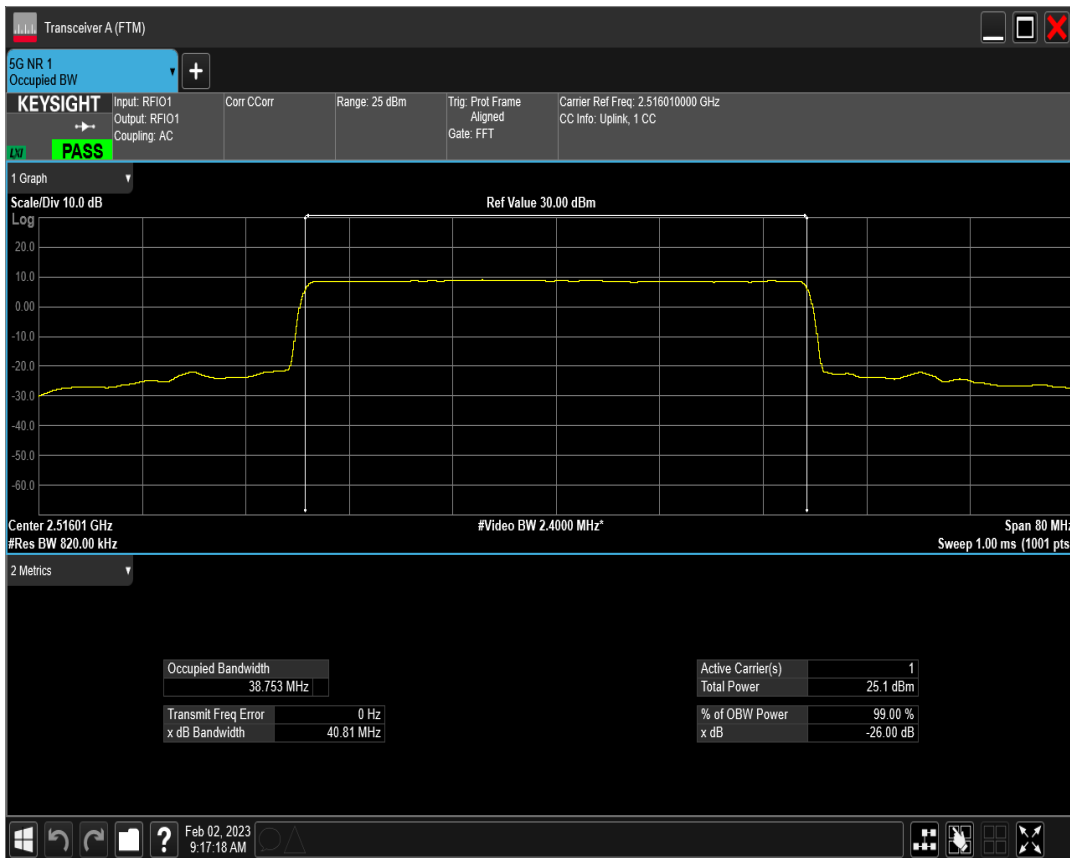 Transceiver A (FTM)
5G NR 1
Occupied BW
+
KEYSIGHT
LXI
PASS
Input: RFIO1
Output: RFIO1
Coupling: AC
Corr CCorr
Range: 25 dBm
Trig: Prot Frame
Aligned
Gate: FFT
Carrier Ref Freq: 2.516010000 GHz
CC Info: Uplink, 1 CC
1 Graph
Scale/Div 10.0 dB
Ref Value 30.00 dBm
Log
20.0
10.0
0.00
-10.0
-20.0
-30.0
-40.0
-50.0
-60.0
Center 2.51601 GHz
#Video BW 2.4000 MHz*
Span 80 MHz
#Res BW 820.00 kHz
Sweep 1.00 ms (1001 pts
2 Metrics
Occupied Bandwidth
38.753 MHz
Transmit Freq Error 0 Hz
x dB Bandwidth 40.81 MHz
Active Carrier(s) 1
Total Power 25.1 dBm
% of OBW Power 99.00 %
x dB -26.00 dB
?
Feb 02, 2023
9:17:18 AM